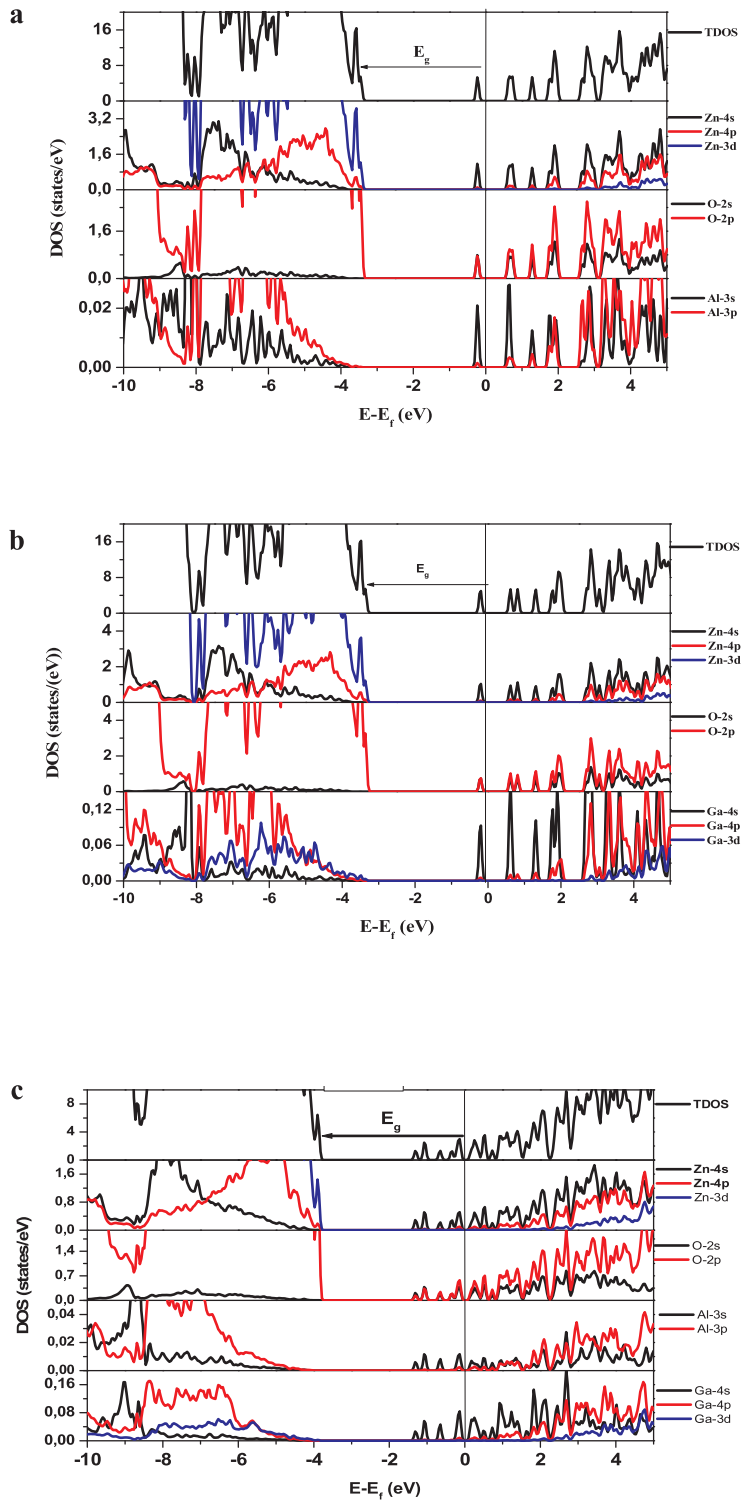 a
16
8
0
E_g
TDOS
3,2
1,6
0,0
Zn-4s
Zn-4p
Zn-3d
1,6
0,0
O-2s
O-2p
0,02
0,00
Al-3s
Al-3p
DOS (states/eV)
-10 -8 -6 -4 -2 0 2 4
E-E_f (eV)
b
16
8
0
E_g
TDOS
4
2
0
Zn-4s
Zn-4p
Zn-3d
4
2
0
O-2s
O-2p
0,12
0,06
0,00
Ga-4s
Ga-4p
Ga-3d
DOS (states/(eV))
-10 -8 -6 -4 -2 0 2 4
E-E_f (eV)
c
8
4
0
E_g
TDOS
1,6
0,8
0,0
Zn-4s
Zn-4p
Zn-3d
1,4
0,7
0,0
O-2s
O-2p
0,04
0,02
0,00
Al-3s
Al-3p
0,16
0,08
0,00
Ga-4s
Ga-4p
Ga-3d
DOS (states/eV)
-10 -8 -6 -4 -2 0 2 4
E-E_f (eV)